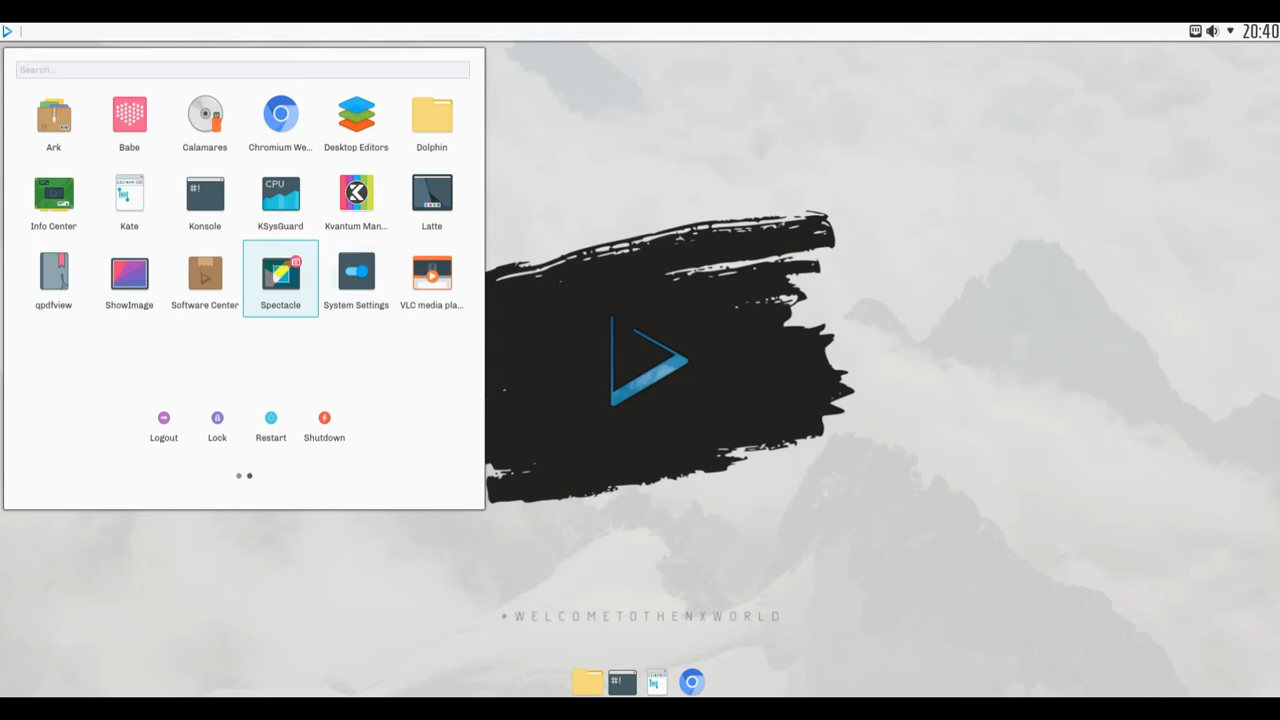 20:40
Search...
Ark
Babe
Calamares
Chromium We...
Desktop Editors
Dolphin
CPU
Info Center
Kate
#!
Konsole
KSysGuard
Kvantum Man...
Latte
qpdfview
ShowImage
Software Center
Spectacle
System Settings
VLC media pla...
Logout
Lock
Restart
Shutdown
•WELCOMETOTHENXWORLD
#!